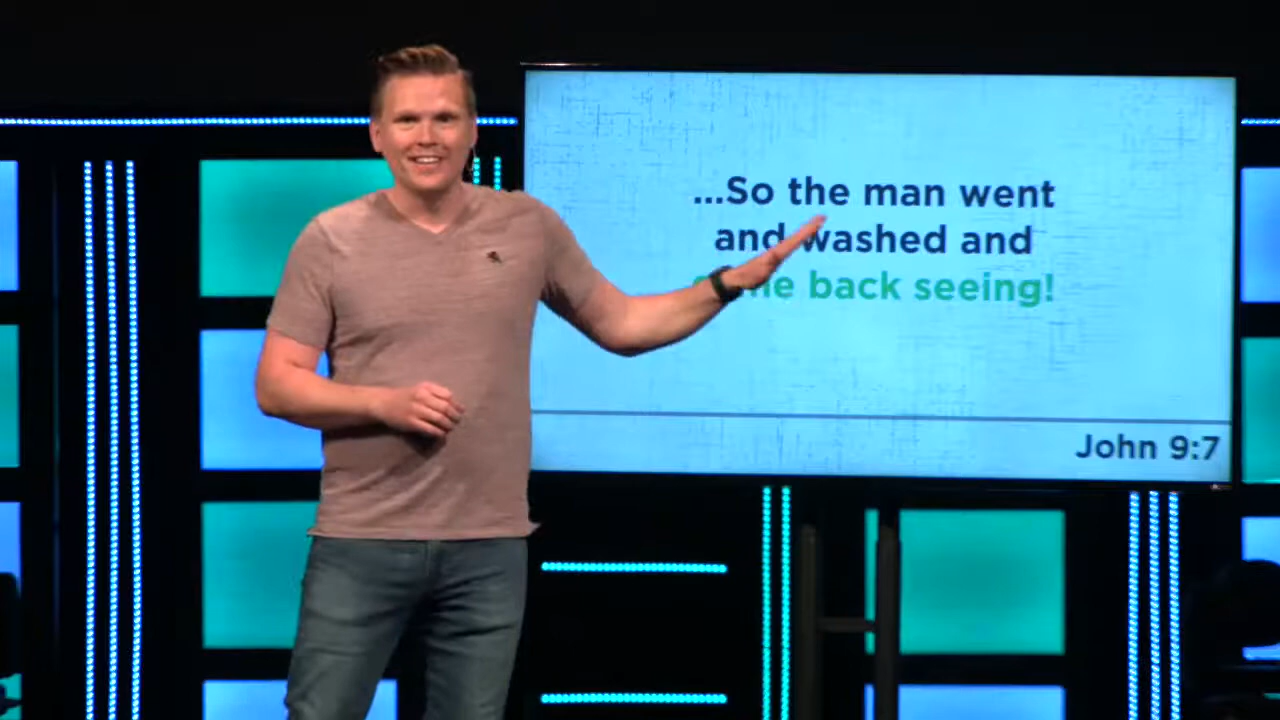 ...So the man went
and washed and
back seeing!
John 9:7